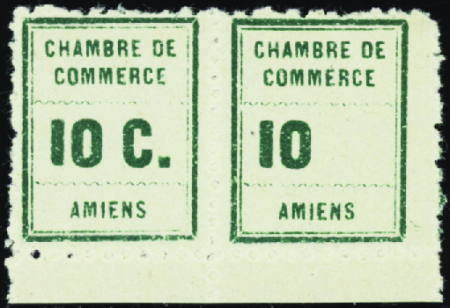 CHAMBRE DE
COMMERCE
10 C.
AMIENS
CHAMBRE DE
COMMERCE
10
AMIENS